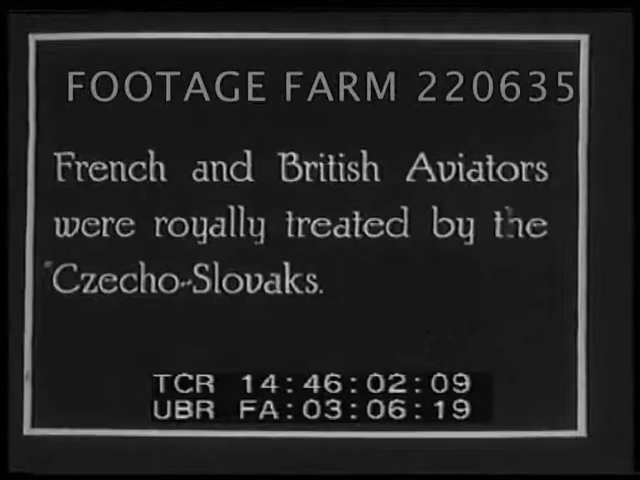 FOOTAGE FARM 220635
French and British Aviators
were royally treated by the
Czecho-Slovaks.
TCR 14:46:02:09
UBR FA:03:06:19